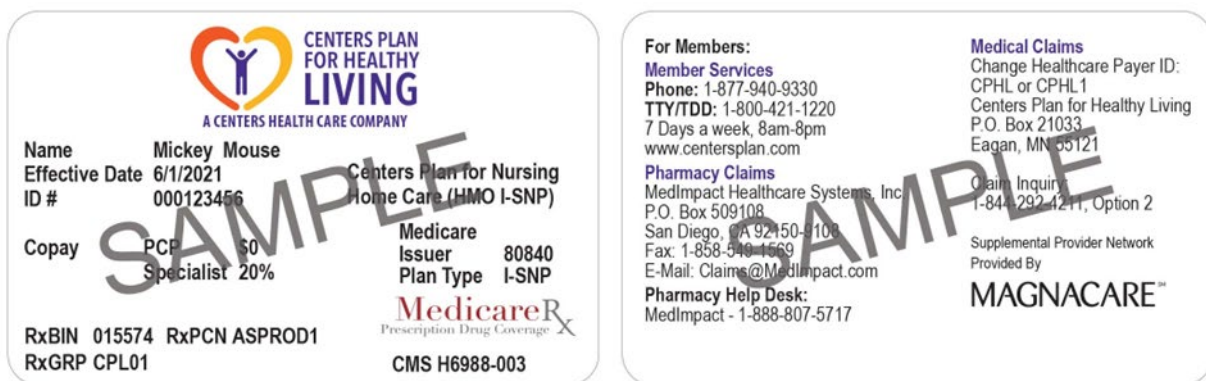 CENTERS PLAN
FOR HEALTHY
LIVING
A CENTERS HEALTH CARE COMPANY
Name Mickey Mouse
Effective Date 6/1/2021
ID # 000123456
Centers Plan for Nursing
Home Care (HMO I-SNP)
Copay PCP $0
Specialist 20%
Medicare
Issuer 80840
Plan Type I-SNP
MedicareRx
Prescription Drug Coverage
RxBIN 015574 RxPCN ASPROD1
RxGRP CPL01
CMS H6988-003
SAMPLE
For Members:
Member Services
Phone: 1-877-940-9330
TTY/TDD: 1-800-421-1220
7 Days a week, 8am-8pm
www.centersplan.com
Pharmacy Claims
MedImpact Healthcare Systems, Inc.
P.O. Box 509108
San Diego, CA 92150-9108
Fax: 1-858-549-1569
E-Mail: Claims@MedImpact.com
Pharmacy Help Desk:
MedImpact - 1-888-807-5717
Medical Claims
Change Healthcare Payer ID:
CPHL or CPHL1
Centers Plan for Healthy Living
P.O. Box 21033
Eagan, MN 55121
Claim Inquiry:
1-844-292-4211, Option 2
Supplemental Provider Network
Provided By
MAGNACARE SM
SAMPLE